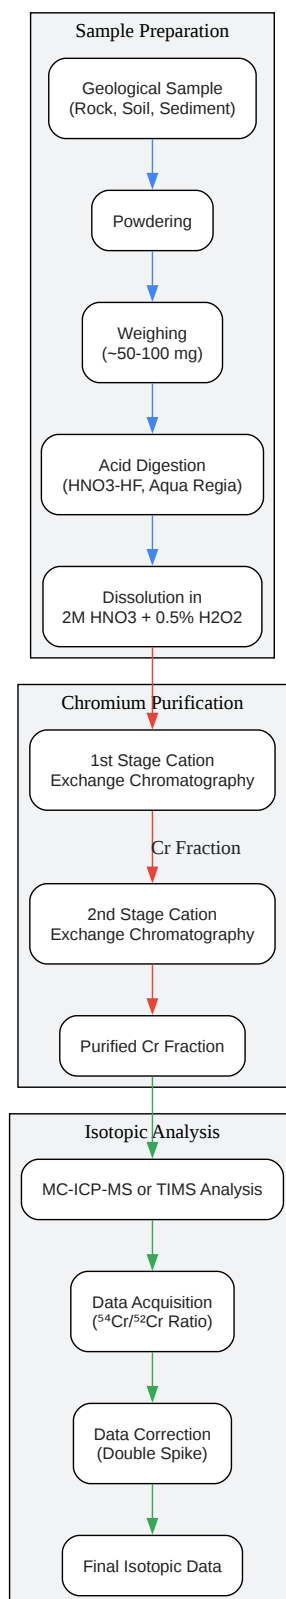 Sample Preparation
Geological Sample
(Rock, Soil, Sediment)
Powdering
Weighing
(~50-100 mg)
Acid Digestion
(HNO3-HF, Aqua Regia)
Dissolution in
2M HNO3 + 0.5% H2O2
Chromium Purification
1st Stage Cation
Exchange Chromatography
Cr Fraction
2nd Stage Cation
Exchange Chromatography
Purified Cr Fraction
Isotopic Analysis
MC-ICP-MS or TIMS Analysis
Data Acquisition
(⁵⁴Cr/⁵²Cr Ratio)
Data Correction
(Double Spike)
Final Isotopic Data